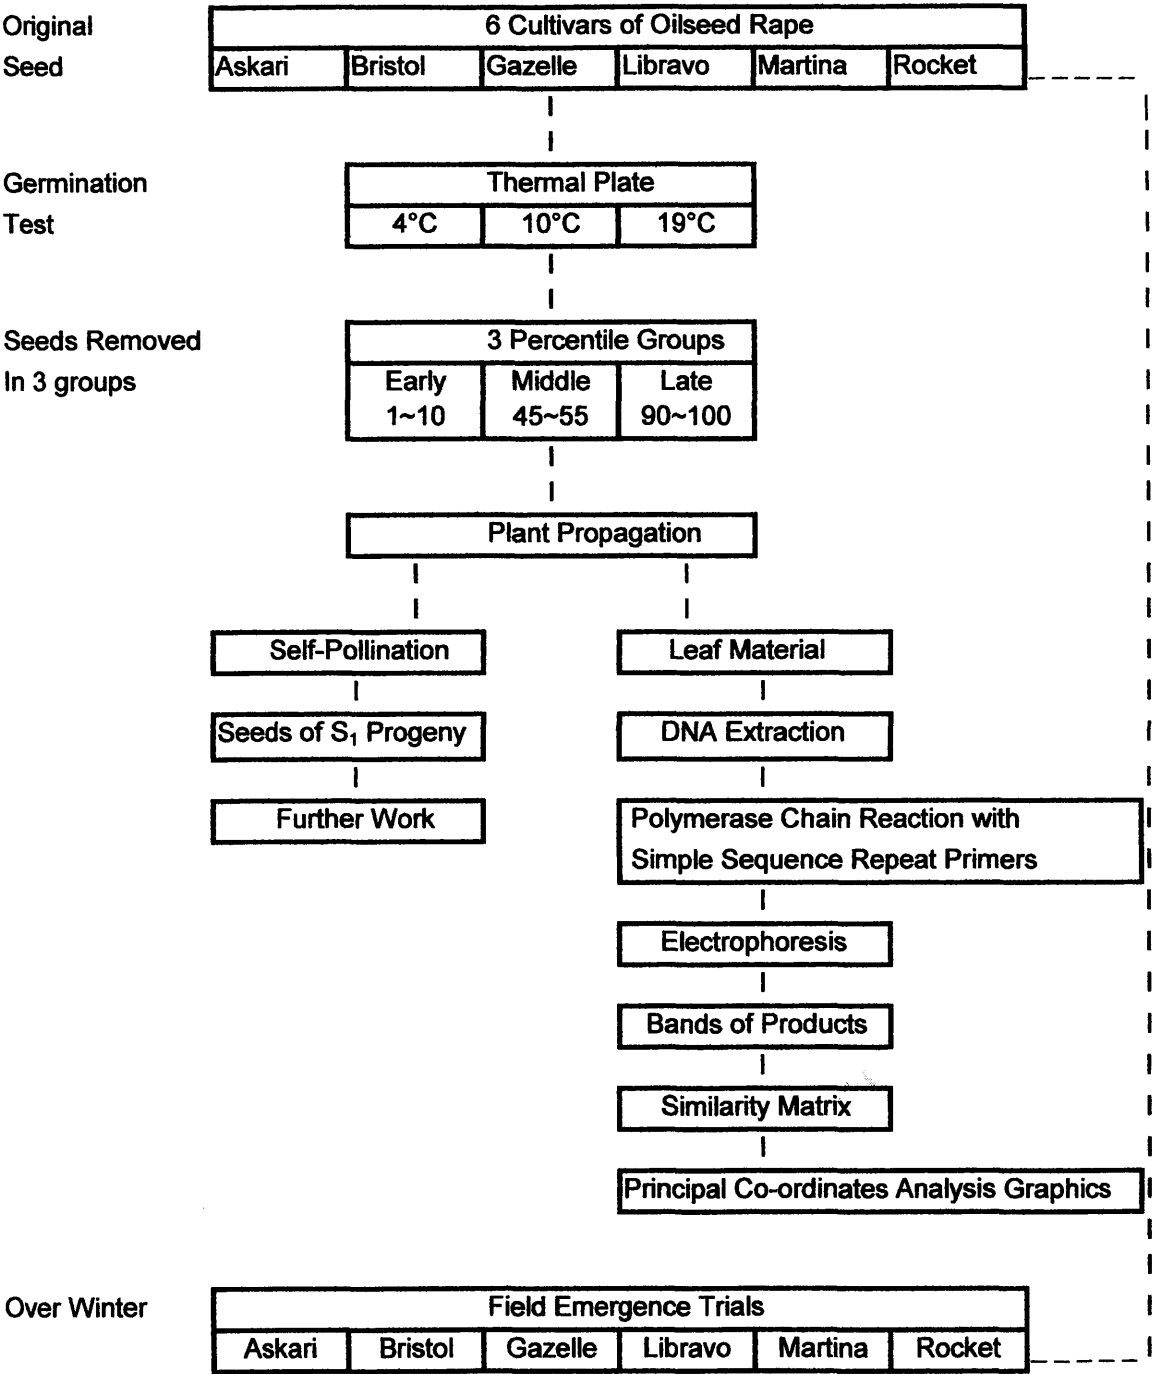 Original
6 Cultivars of Oilseed Rape
Seed
Askari Bristol Gazelle Libravo Martina Rocket
Germination
Thermal Plate
Test
4°C 10°C 19°C
Seeds Removed
3 Percentile Groups
In 3 groups
Early Middle Late
1~10 45~55 90~100
Plant Propagation
Self-Pollination
Leaf Material
Seeds of S₁ Progeny
DNA Extraction
Further Work
Polymerase Chain Reaction with
Simple Sequence Repeat Primers
Electrophoresis
Bands of Products
Similarity Matrix
Principal Co-ordinates Analysis Graphics
Over Winter
Field Emergence Trials
Askari Bristol Gazelle Libravo Martina Rocket